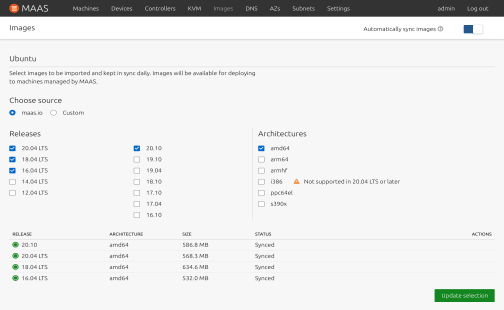 MAAS Machines Devices Controllers KVM Images DNS AZs Subnets Settings admin Log out
Images Automatically sync images
Ubuntu
Select images to be imported and kept in sync daily. Images will be available for deploying
to machines managed by MAAS.
Choose source
maas.io Custom
Releases Architectures
20.04 LTS 20.10 amd64
18.04 LTS 19.10 arm64
16.04 LTS 19.04 armhf
14.04 LTS 18.10 i386 Not supported in 20.04 LTS or later
12.04 LTS 17.10 ppc64el
17.04 s390x
16.10
RELEASE ARCHITECTURE SIZE STATUS ACTIONS
20.10 amd64 586.8 MB Synced
20.04 LTS amd64 568.3 MB Synced
18.04 LTS amd64 634.6 MB Synced
16.04 LTS amd64 532.0 MB Synced
Update selection